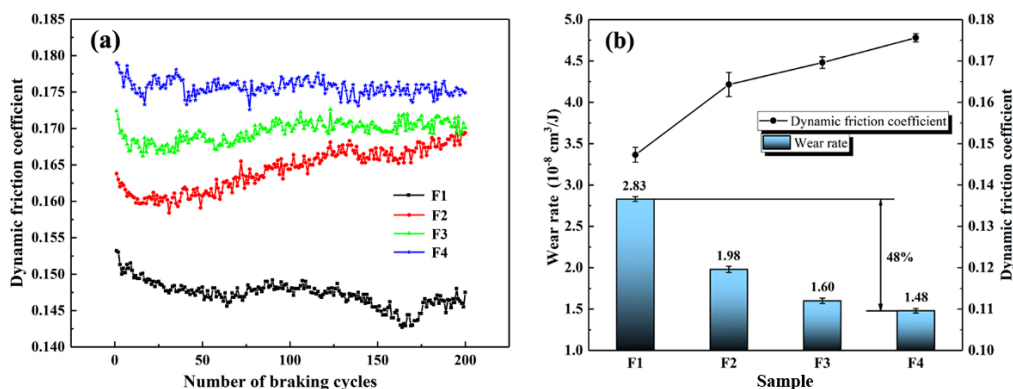 (a)
Dynamic friction coefficient
0.185
0.180
0.175
0.170
0.165
0.160
0.155
0.150
0.145
0.140
F1
F2
F3
F4
0 50 100 150 200
Number of braking cycles
(b)
Wear rate (10⁻⁸ cm³/J)
5.0
4.5
4.0
3.5
3.0
2.5
2.0
1.5
1.0
Dynamic friction coefficient
Wear rate
2.83
1.98
1.60
1.48
48%
F1 F2 F3 F4
Sample
0.18
0.17
0.16
0.15
0.14
0.13
0.12
0.11
0.10
Dynamic friction coefficient